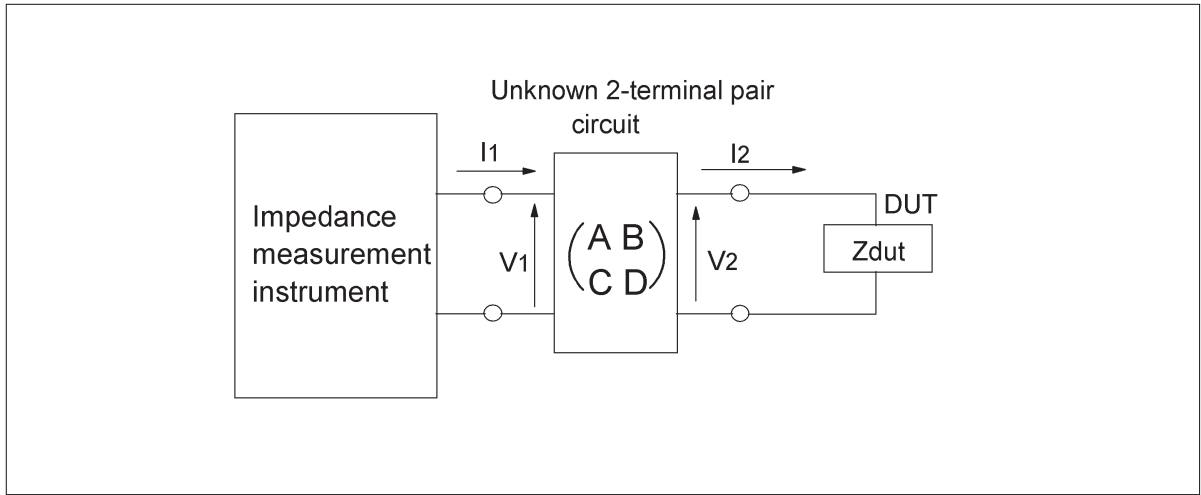 Unknown 2-terminal pair
circuit
I1
I2
Impedance
measurement
instrument
V1
A B
C D
V2
DUT
Zdut